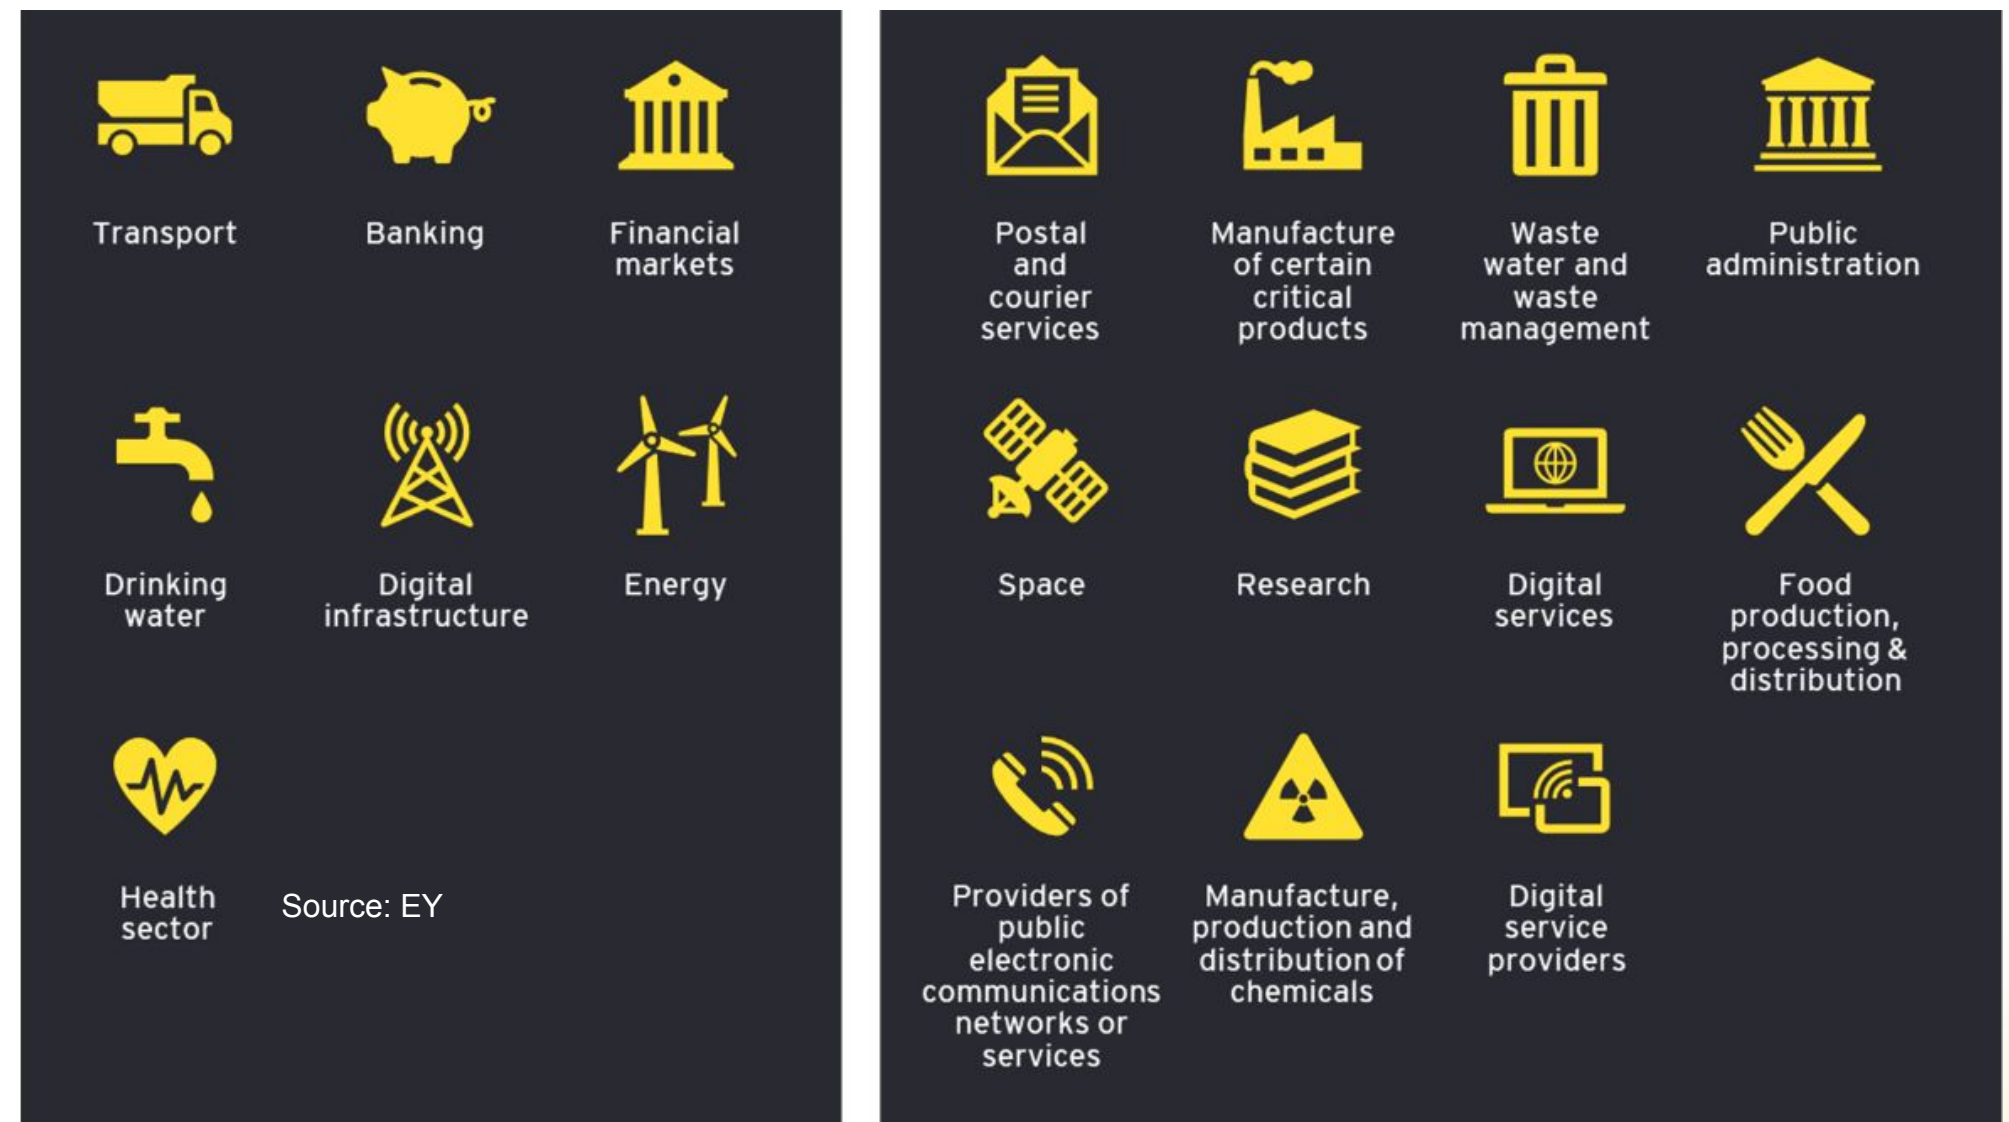 Transport
Banking
Financial
markets
Drinking
water
Digital
infrastructure
Energy
Health
sector
Source: EY
Postal
and
courier
services
Manufacture
of certain
critical
products
Waste
water and
waste
management
Public
administration
Space
Research
Digital
services
Food
production,
processing &
distribution
Providers of
public
electronic
communications
networks or
services
Manufacture,
production and
distribution of
chemicals
Digital
service
providers